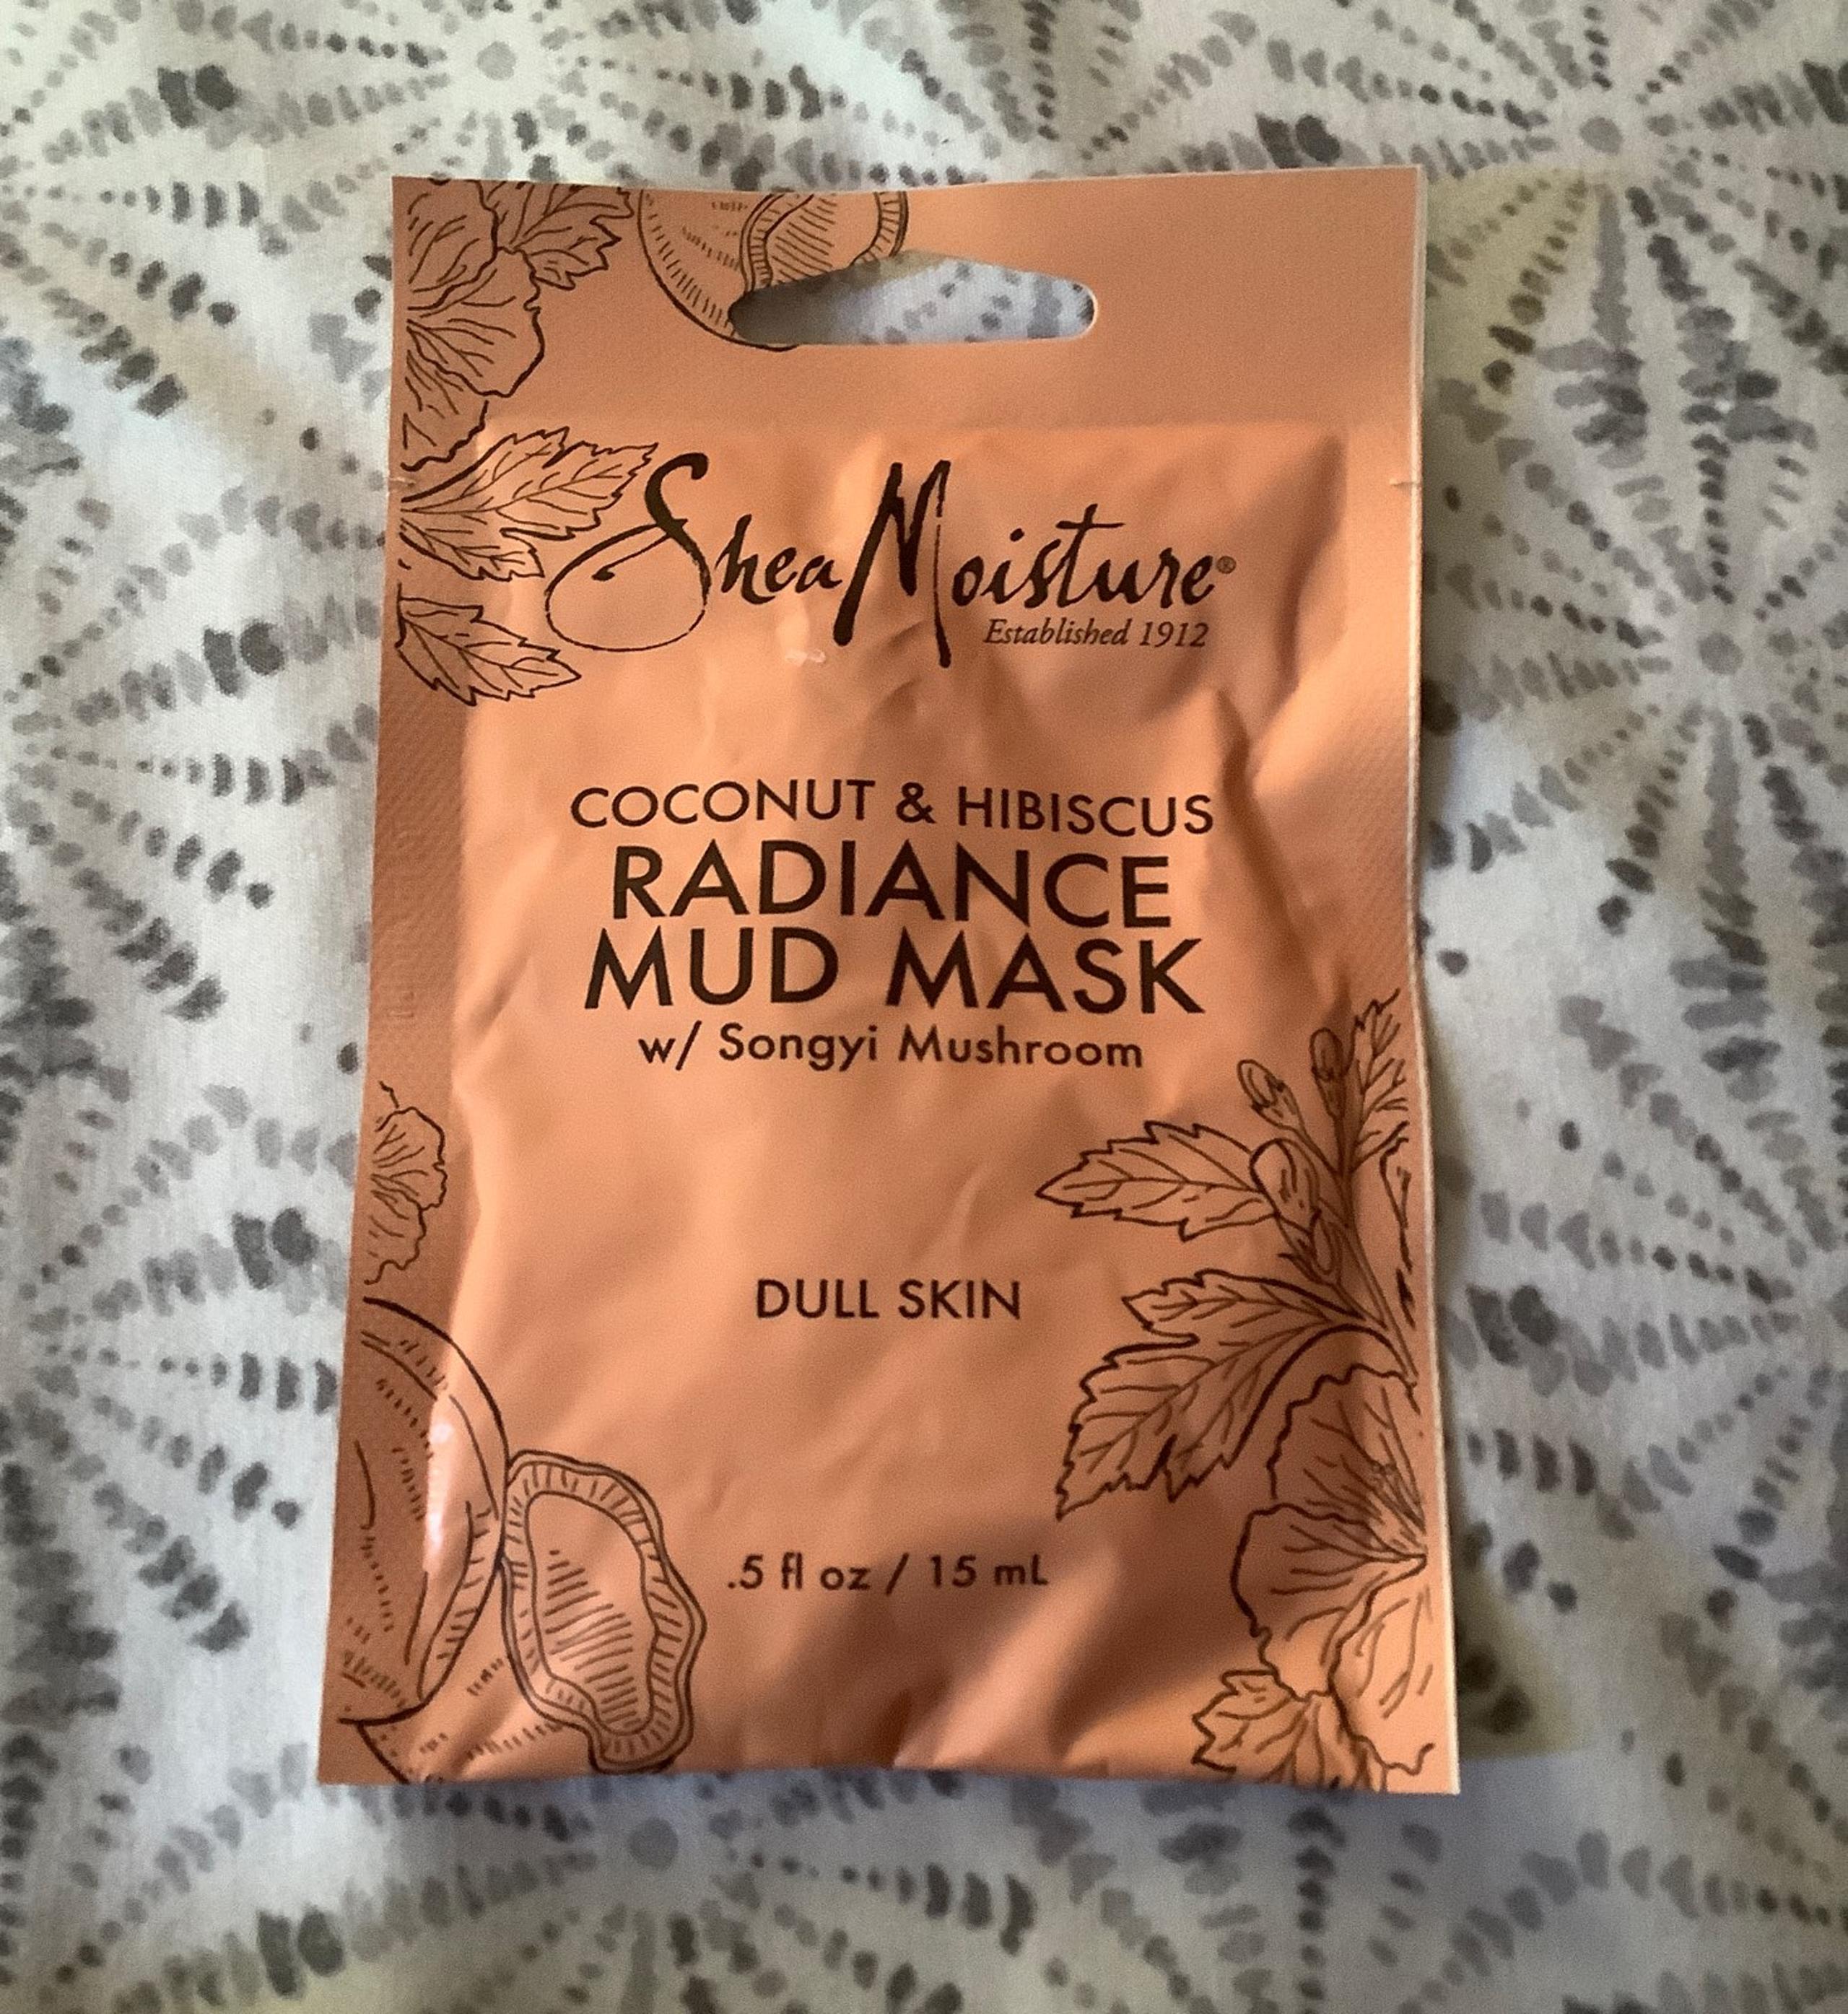 SheaMoisture®
Established 1912
COCONUT & HIBISCUS
RADIANCE
MUD MASK
w/ Songyi Mushroom
DULL SKIN
.5 fl oz / 15 mL